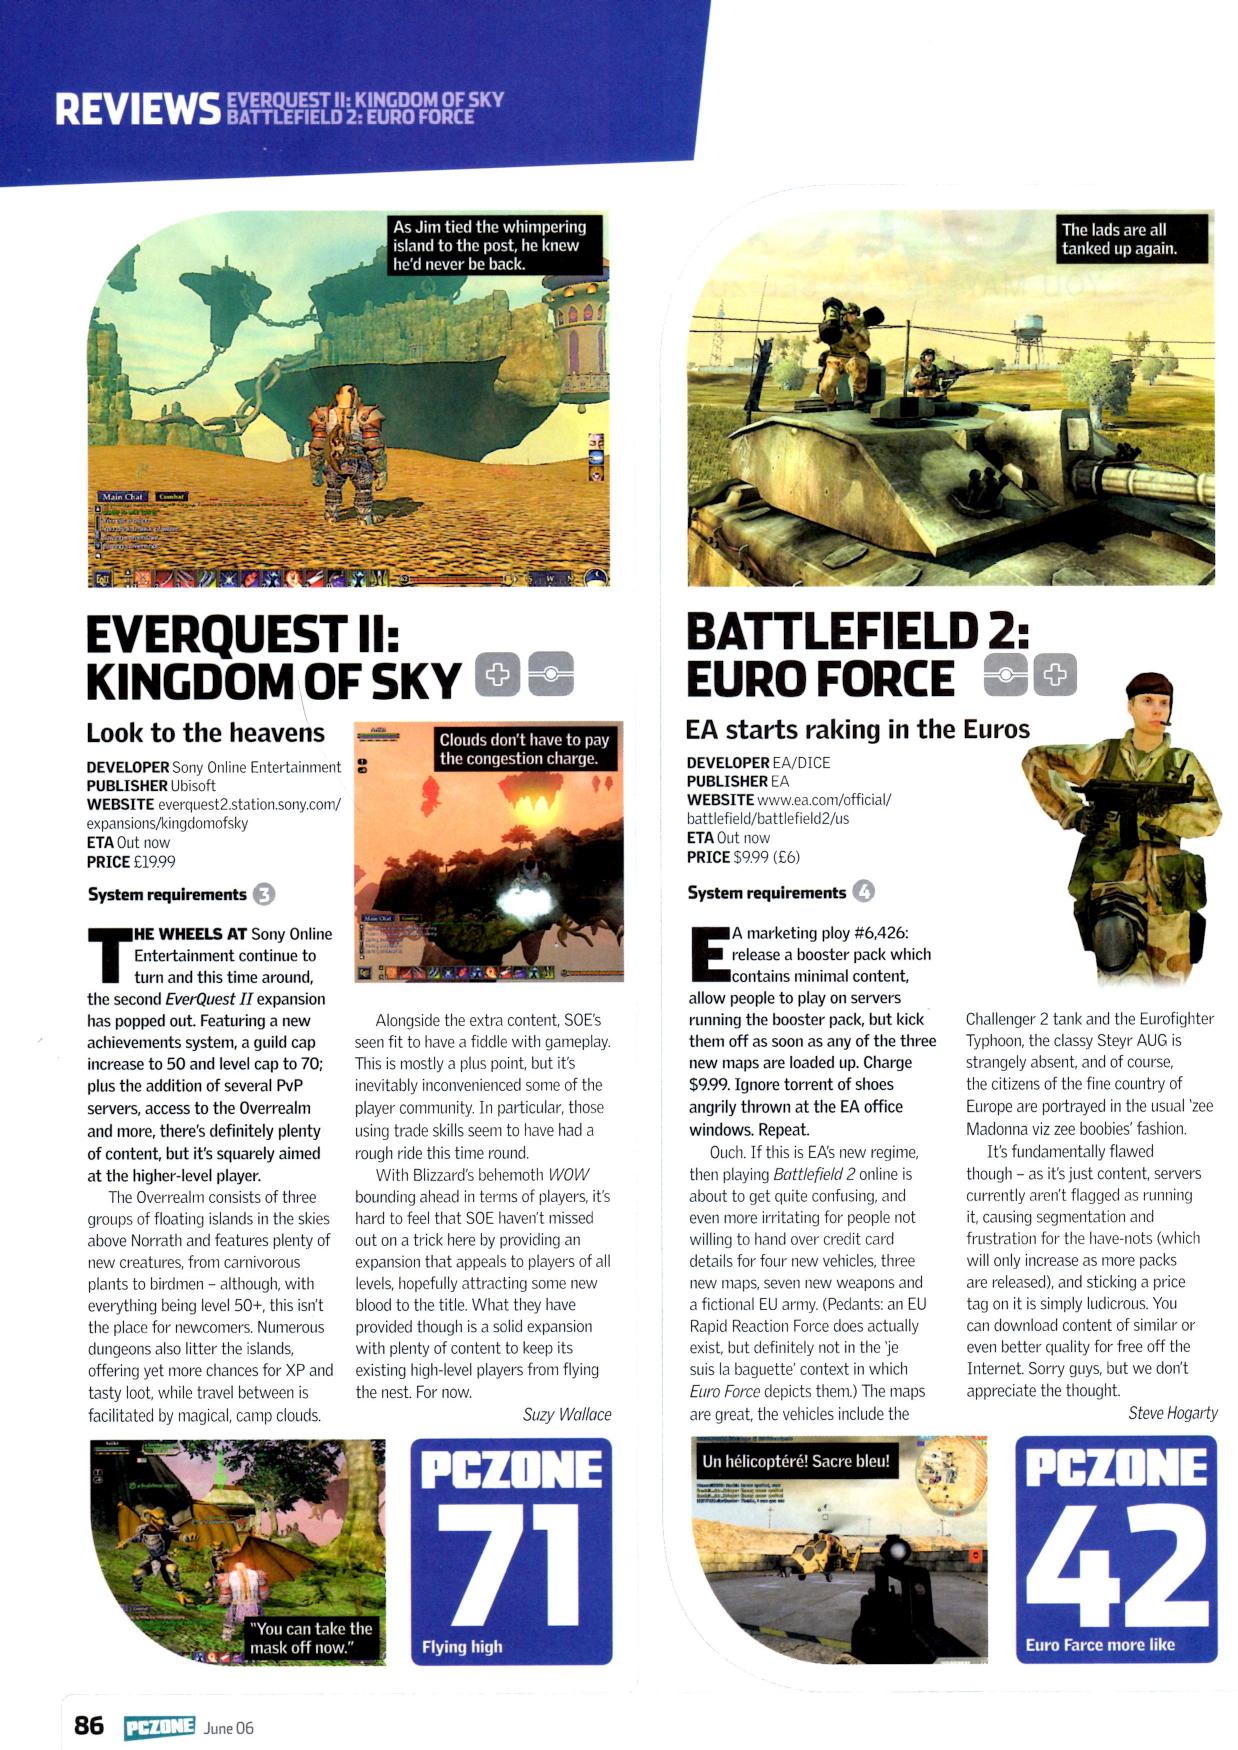 REVIEWS EVERQUEST II: KINGDOM OF SKY
BATTLEFIELD 2: EURO FORCE
As Jim tied the whimpering
island to the post, he knew
he'd never be back.
Main Chat Combat
EVERQUEST II:
KINGDOM OF SKY
Look to the heavens
DEVELOPER Sony Online Entertainment
PUBLISHER Ubisoft
WEBSITE everquest2.station.sony.com/
expansions/kingdomofsky
ETA Out now
PRICE £19.99
System requirements 3
Clouds don't have to pay
the congestion charge.
Main Chat
THE WHEELS AT Sony Online
Entertainment continue to
turn and this time around,
the second EverQuest II expansion
has popped out. Featuring a new
achievements system, a guild cap
increase to 50 and level cap to 70;
plus the addition of several PvP
servers, access to the Overrealm
and more, there's definitely plenty
of content, but it's squarely aimed
at the higher-level player.
The Overrealm consists of three
groups of floating islands in the skies
above Norrath and features plenty of
new creatures, from carnivorous
plants to birdmen – although, with
everything being level 50+, this isn't
the place for newcomers. Numerous
dungeons also litter the islands,
offering yet more chances for XP and
tasty loot, while travel between is
facilitated by magical, camp clouds.
Alongside the extra content, SOE's
seen fit to have a fiddle with gameplay.
This is mostly a plus point, but it's
inevitably inconvenienced some of the
player community. In particular, those
using trade skills seem to have had a
rough ride this time round.
With Blizzard's behemoth WOW
bounding ahead in terms of players, it's
hard to feel that SOE haven't missed
out on a trick here by providing an
expansion that appeals to players of all
levels, hopefully attracting some new
blood to the title. What they have
provided though is a solid expansion
with plenty of content to keep its
existing high-level players from flying
the nest. For now.
Suzy Wallace
"You can take the
mask off now."
PCZONE
71
Flying high
The lads are all
tanked up again.
BATTLEFIELD 2:
EURO FORCE
EA starts raking in the Euros
DEVELOPER EA/DICE
PUBLISHER EA
WEBSITE www.ea.com/official/
battlefield/battlefield2/us
ETA Out now
PRICE $9.99 (£6)
System requirements 4
EA marketing ploy #6,426:
release a booster pack which
contains minimal content,
allow people to play on servers
running the booster pack, but kick
them off as soon as any of the three
new maps are loaded up. Charge
$9.99. Ignore torrent of shoes
angrily thrown at the EA office
windows. Repeat.
Ouch. If this is EA's new regime,
then playing Battlefield 2 online is
about to get quite confusing, and
even more irritating for people not
willing to hand over credit card
details for four new vehicles, three
new maps, seven new weapons and
a fictional EU army. (Pedants: an EU
Rapid Reaction Force does actually
exist, but definitely not in the 'je
suis la baguette' context in which
Euro Force depicts them.) The maps
are great, the vehicles include the
Challenger 2 tank and the Eurofighter
Typhoon, the classy Steyr AUG is
strangely absent, and of course,
the citizens of the fine country of
Europe are portrayed in the usual 'zee
Madonna viz zee boobies' fashion.
It's fundamentally flawed
though – as it's just content, servers
currently aren't flagged as running
it, causing segmentation and
frustration for the have-nots (which
will only increase as more packs
are released), and sticking a price
tag on it is simply ludicrous. You
can download content of similar or
even better quality for free off the
Internet. Sorry guys, but we don't
appreciate the thought.
Steve Hogarty
Un hélicoptéré! Sacre bleu!
PCZONE
42
Euro Farce more like
86 PCZONE June 06